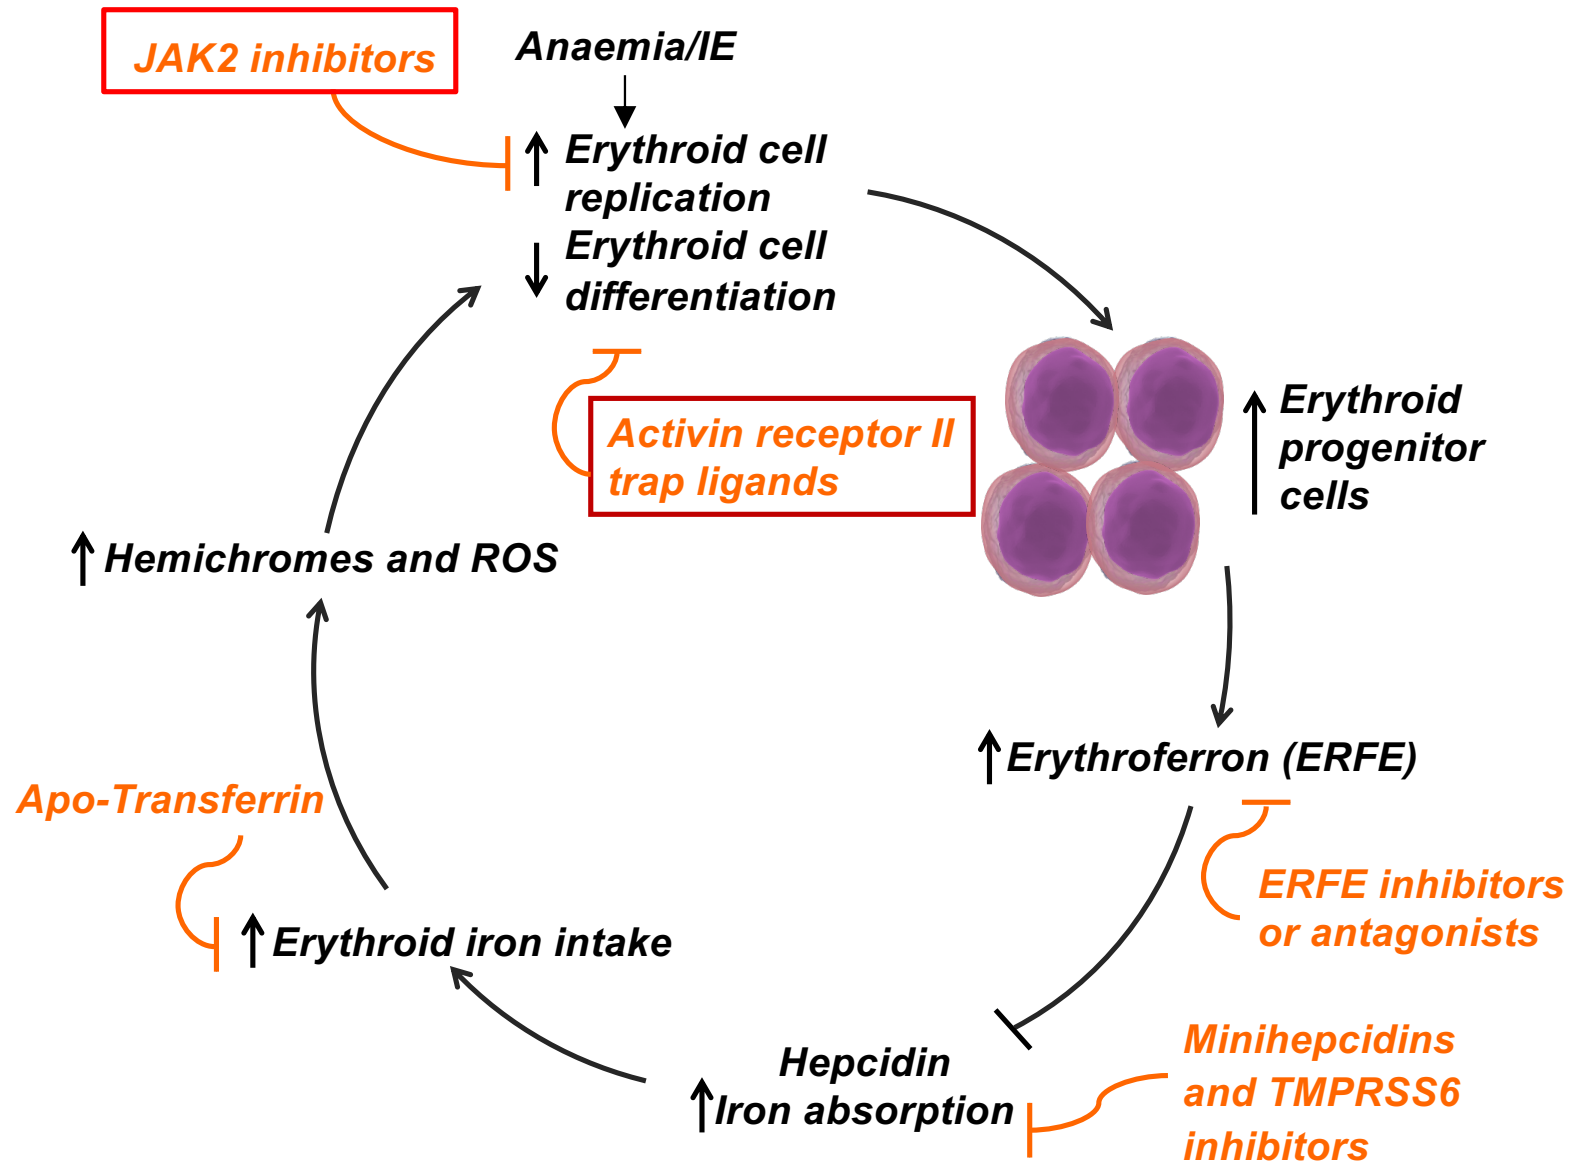 JAK2 inhibitors
Anaemia/IE
Erythroid cell
replication
Erythroid cell
differentiation
Activin receptor II
trap ligands
Erythroid
progenitor
cells
Hemichromes and ROS
Erythroferron (ERFE)
Apo-Transferrin
ERFE inhibitors
or antagonists
Erythroid iron intake
Hepcidin
Iron absorption
Minihepcidins
and TMPRSS6
inhibitors